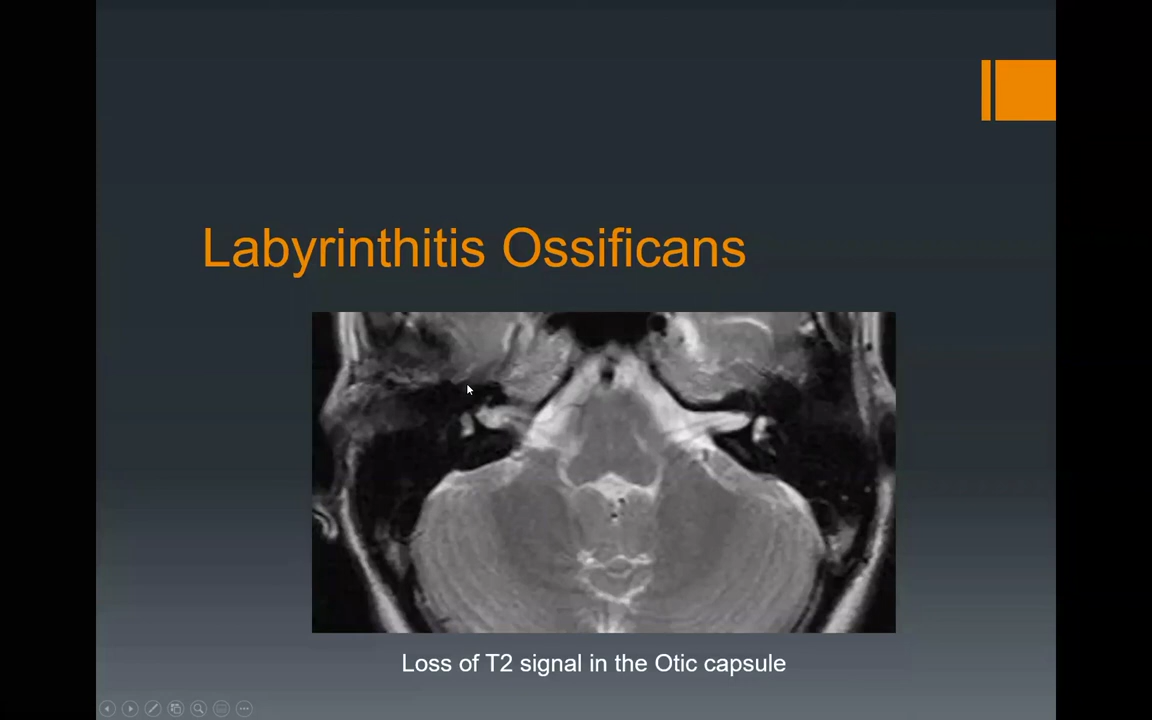 Labyrinthitis Ossificans
Loss of T2 signal in the Otic capsule